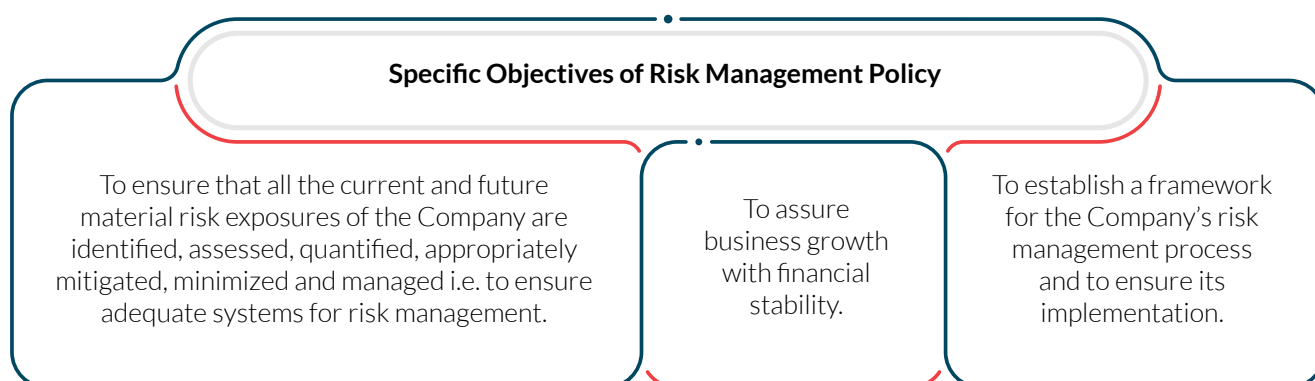 Specific Objectives of Risk Management Policy
To ensure that all the current and future
material risk exposures of the Company are
identified, assessed, quantified, appropriately
mitigated, minimized and managed i.e. to ensure
adequate systems for risk management.
To assure
business growth
with financial
stability.
To establish a framework
for the Company’s risk
management process
and to ensure its
implementation.